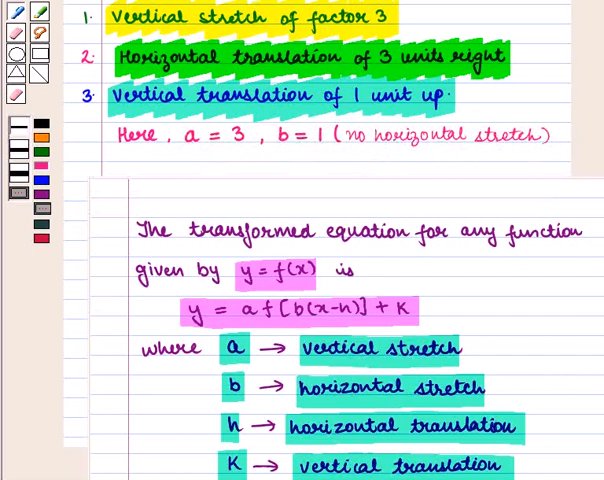 1. Vertical stretch of factor 3
2. Horizontal translation of 3 units right
3. Vertical translation of 1 unit up.
Here, a = 3, b = 1 (no horizontal stretch)
The transformed equation for any function
given by y = f(x) is
y = a f [b(x-h)] + K
where a → vertical stretch
b → horizontal stretch
h → horizontal translation
K → vertical translation